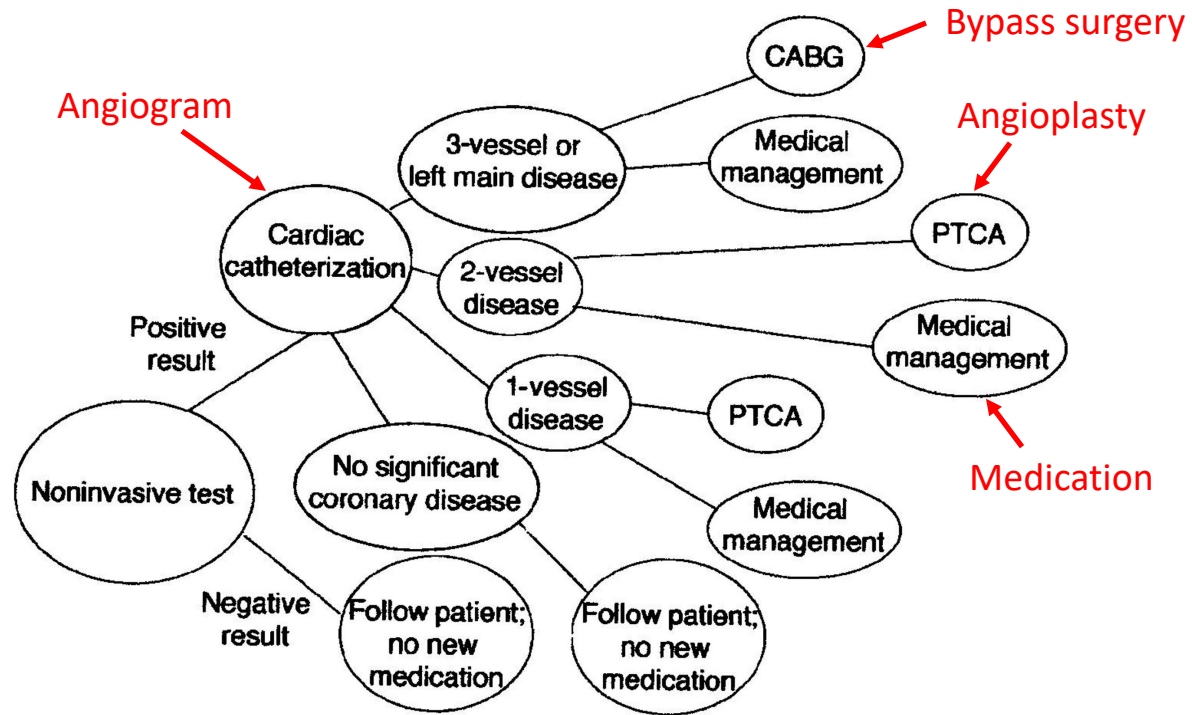 Bypass surgery
CABG
Angiogram
Angioplasty
3-vessel or
left main disease
Medical
management
Cardiac
catheterization
PTCA
2-vessel
disease
Positive
result
Medical
management
1-vessel
disease
PTCA
Noninvasive test
No significant
coronary disease
Medication
Medical
management
Negative
result
Follow patient;
no new
medication
Follow patient;
no new
medication